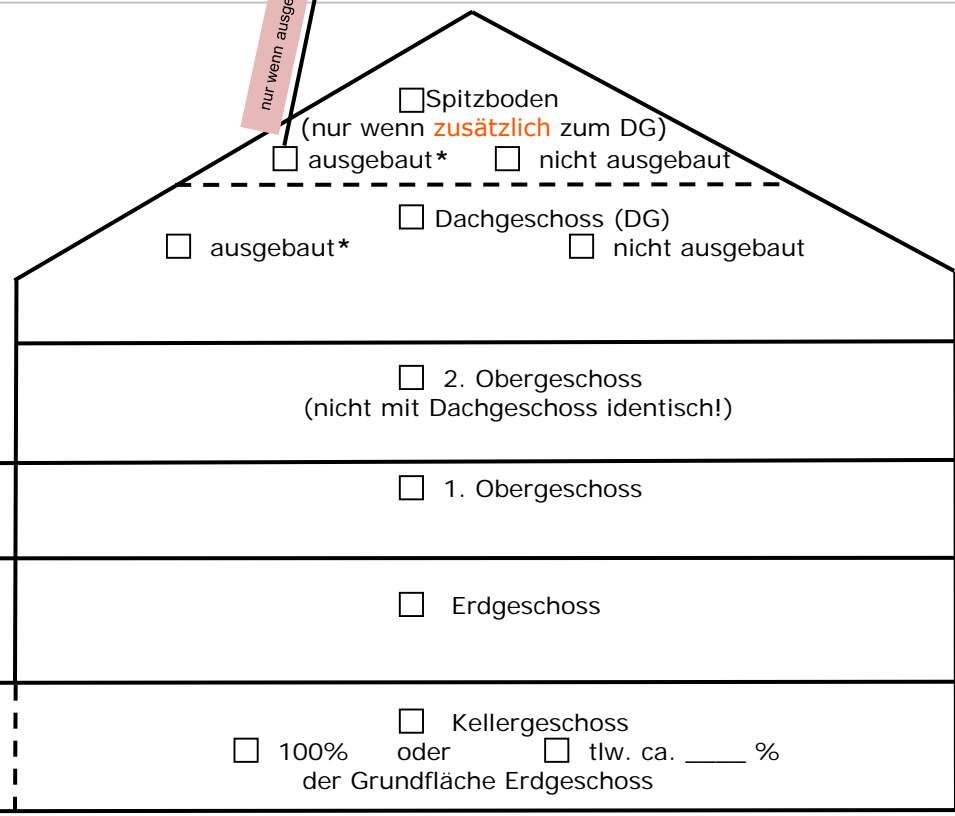 nur wenn
Spitzboden
(nur wenn zusätzlich zum DG)
ausgebaut* nicht ausgebaut
Dachgeschoss (DG)
ausgebaut* nicht ausgebaut
2. Obergeschoss
(nicht mit Dachgeschoss identisch!)
1. Obergeschoss
Erdgeschoss
Kellergeschoss
100% oder tlw. ca. ____ %
der Grundfläche Erdgeschoss